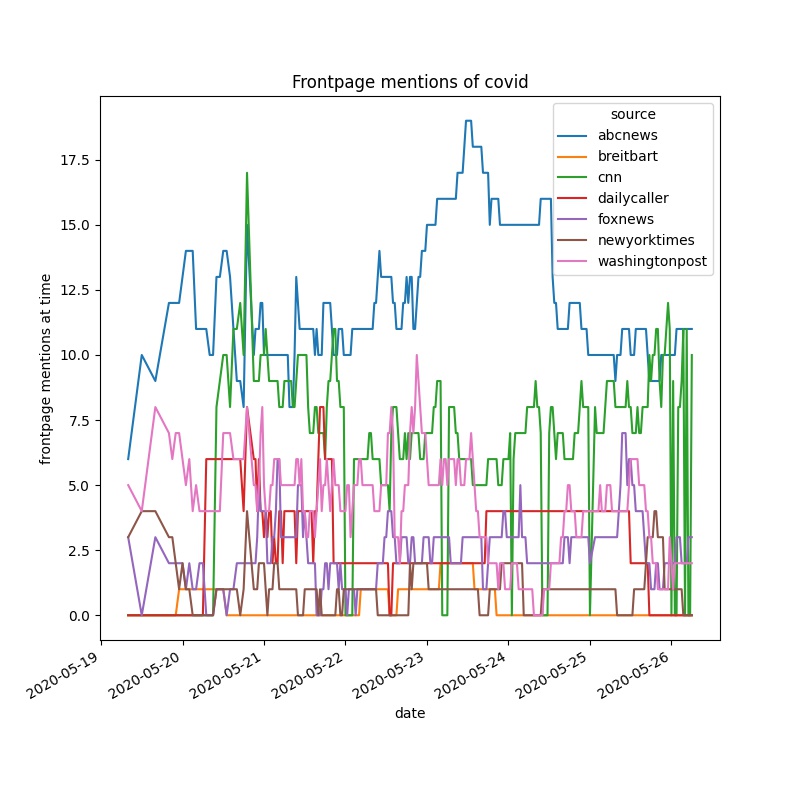 Frontpage mentions of covid
source
abcnews
breitbart
cnn
dailycaller
foxnews
newyorktimes
washingtonpost
frontpage mentions at time
17.5
15.0
12.5
10.0
7.5
5.0
2.5
0.0
2020-05-19
2020-05-20
2020-05-21
2020-05-22
2020-05-23
2020-05-24
2020-05-25
2020-05-26
date